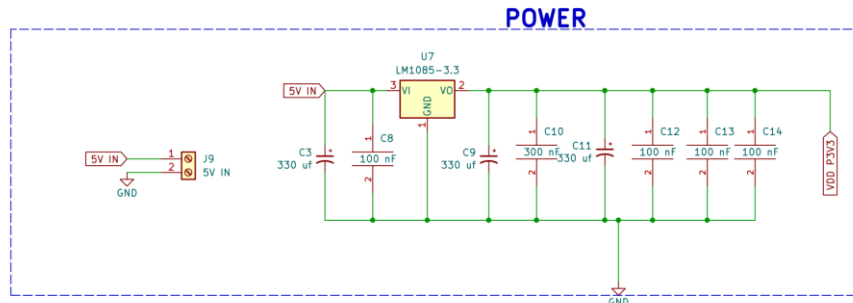 POWER
U7
LM1085-3.3
5V IN
3
VI
VO
2
GND
1
C3
330 uf
C8
1
100 nF
2
C9
330 uf
C10
1
300 nF
2
C11
330 uf
C12
1
100 nF
2
C13
1
100 nF
2
C14
1
100 nF
2
VDD P3V3
5V IN
1
2
J9
5V IN
GND
GND